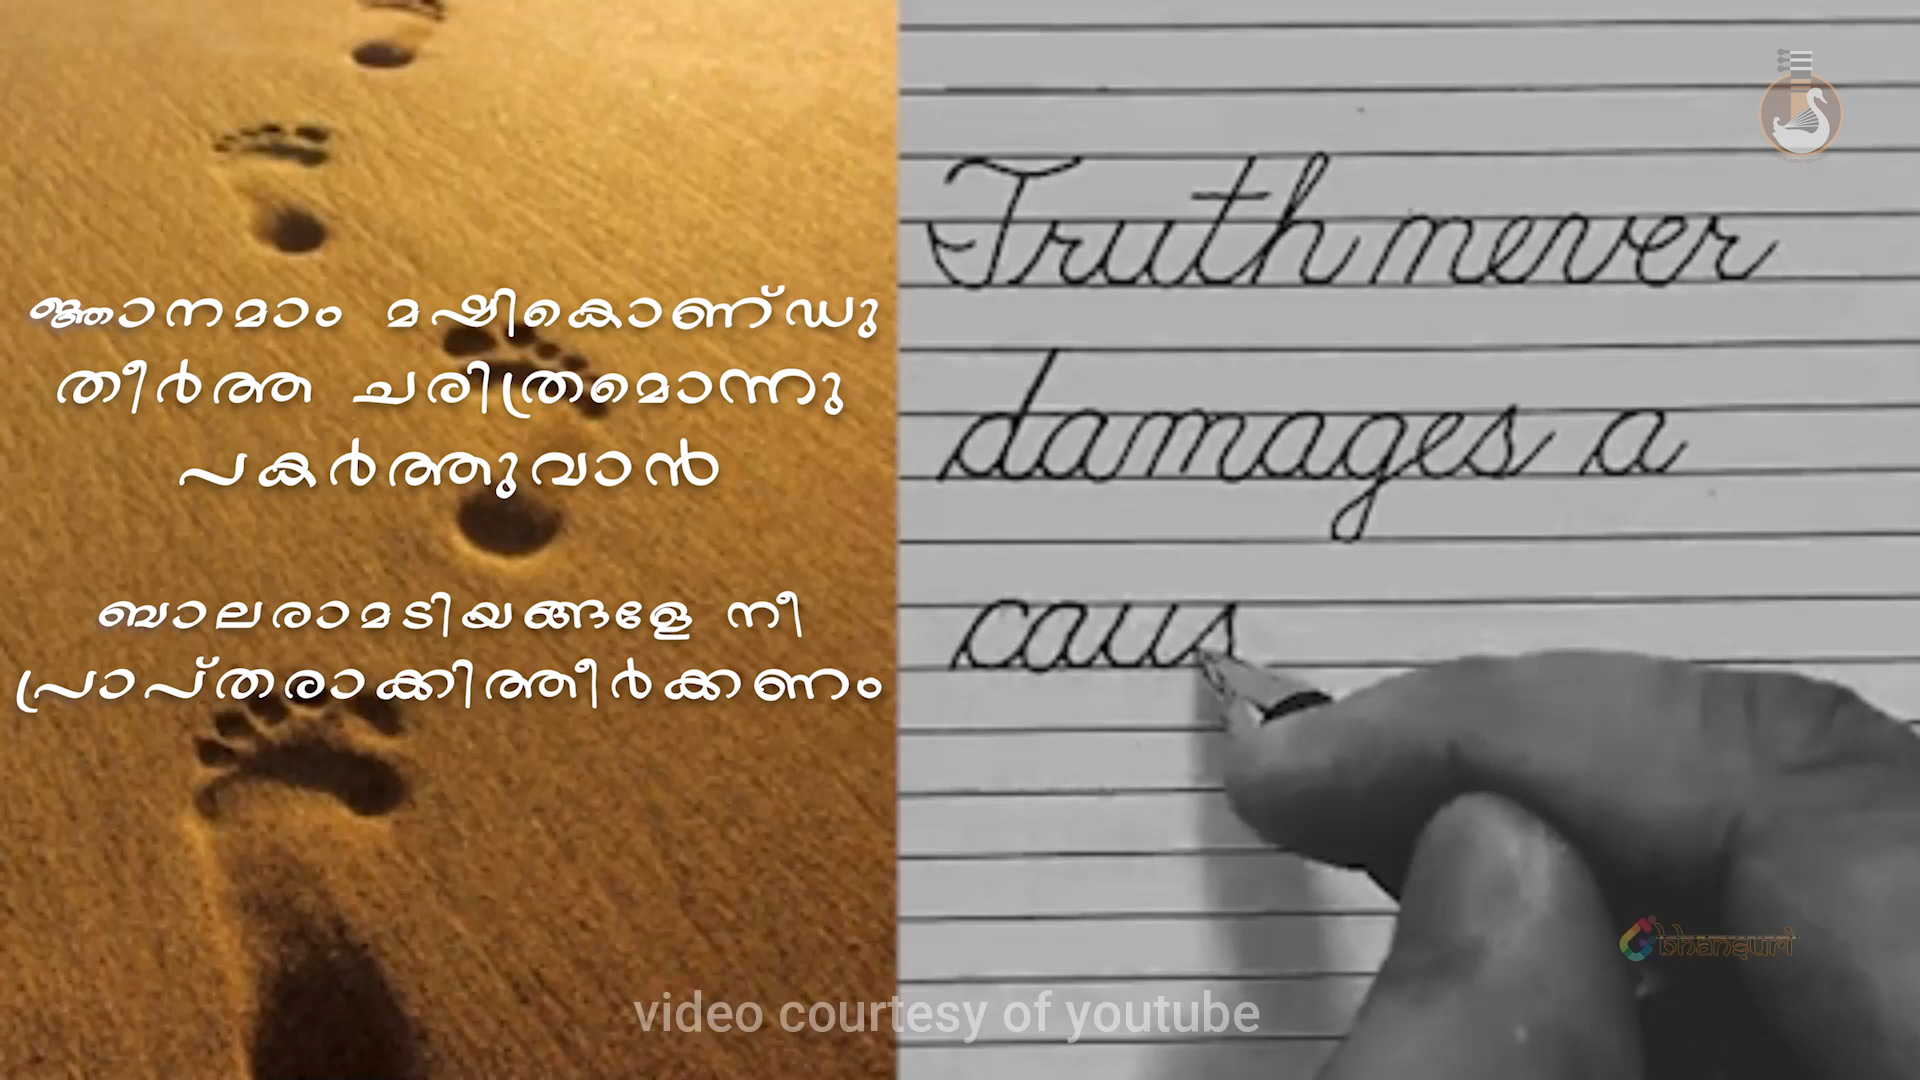 ജ്ഞാനമാം മഷികൊണ്ഡു
തീർത്ത ചരിത്രമൊന്നു
പകർത്തുവാൻ
ബാലരാമടിയങ്ങളേ നീ
പ്രാപ്തരാക്കിത്തീർക്കണം
Truth never
damages a
caus
bhansuri
video courtesy of youtube